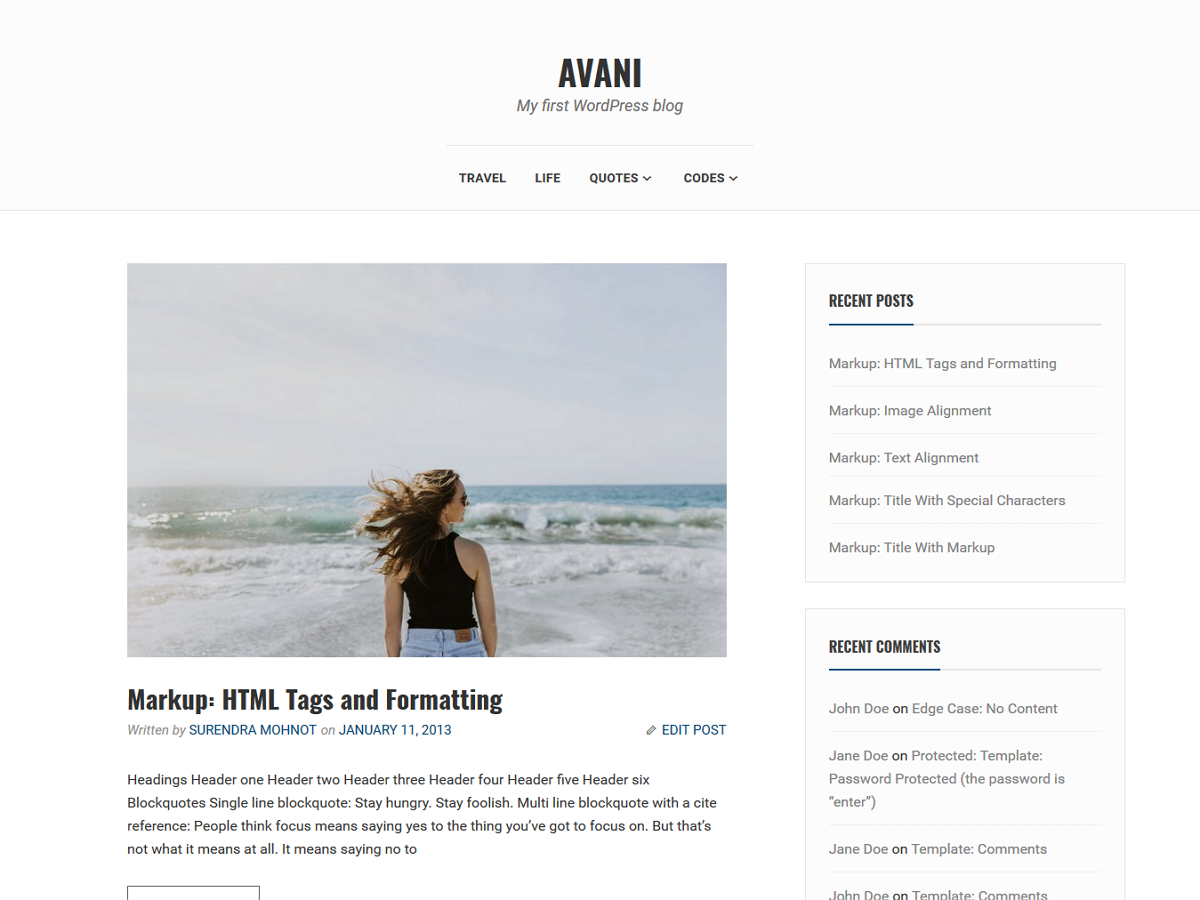 AVANI
My first WordPress blog
TRAVEL LIFE QUOTES CODES
Markup: HTML Tags and Formatting
Written by SURENDRA MOHNOT on JANUARY 11, 2013 EDIT POST
Headings Header one Header two Header three Header four Header five Header six
Blockquotes Single line blockquote: Stay hungry. Stay foolish. Multi line blockquote with a cite
reference: People think focus means saying yes to the thing you’ve got to focus on. But that’s
not what it means at all. It means saying no to
RECENT POSTS
Markup: HTML Tags and Formatting
Markup: Image Alignment
Markup: Text Alignment
Markup: Title With Special Characters
Markup: Title With Markup
RECENT COMMENTS
John Doe on Edge Case: No Content
Jane Doe on Protected: Template:
Password Protected (the password is
“enter”)
Jane Doe on Template: Comments
John Doe on Template: Comments